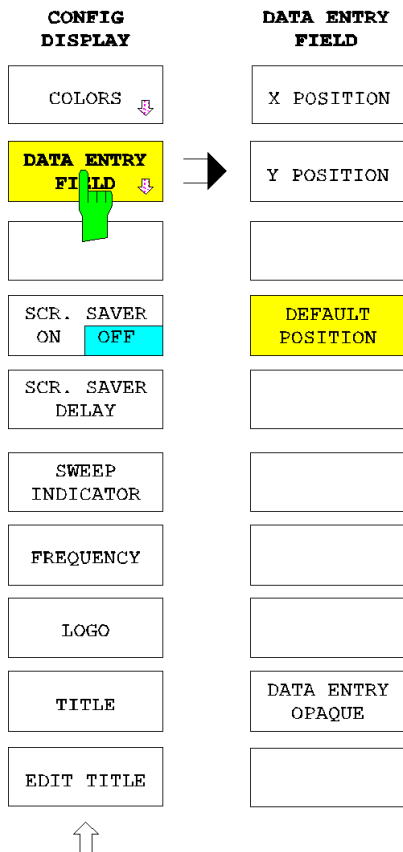 CONFIG
DISPLAY
COLORS
DATA ENTRY
FIELD
SCR. SAVER
ON OFF
SCR. SAVER
DELAY
SWEEP
INDICATOR
FREQUENCY
LOGO
TITLE
EDIT TITLE
DATA ENTRY
FIELD
X POSITION
Y POSITION
DEFAULT
POSITION
DATA ENTRY
OPAQUE